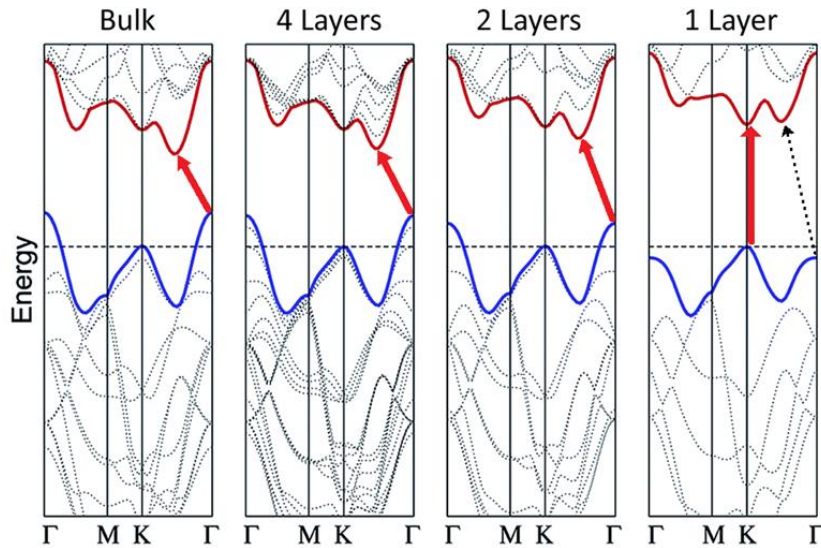 Bulk
4 Layers
2 Layers
1 Layer
Energy
Γ M K Γ
Γ M K Γ
Γ M K Γ
Γ M K Γ